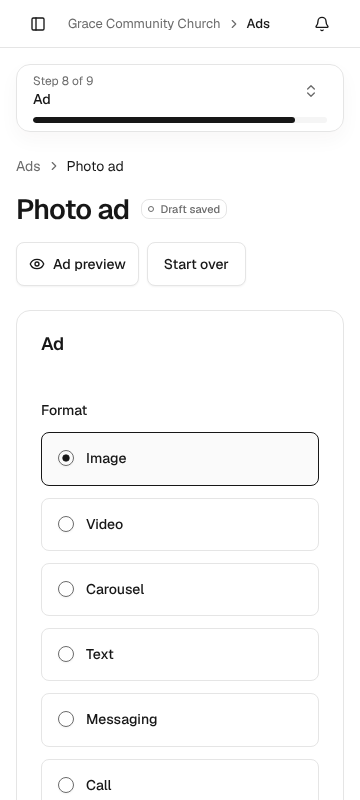 Grace Community Church > Ads
Step 8 of 9
Ad
Ads > Photo ad
Photo ad
Draft saved
Ad preview
Start over
Ad
Format
Image
Video
Carousel
Text
Messaging
Call